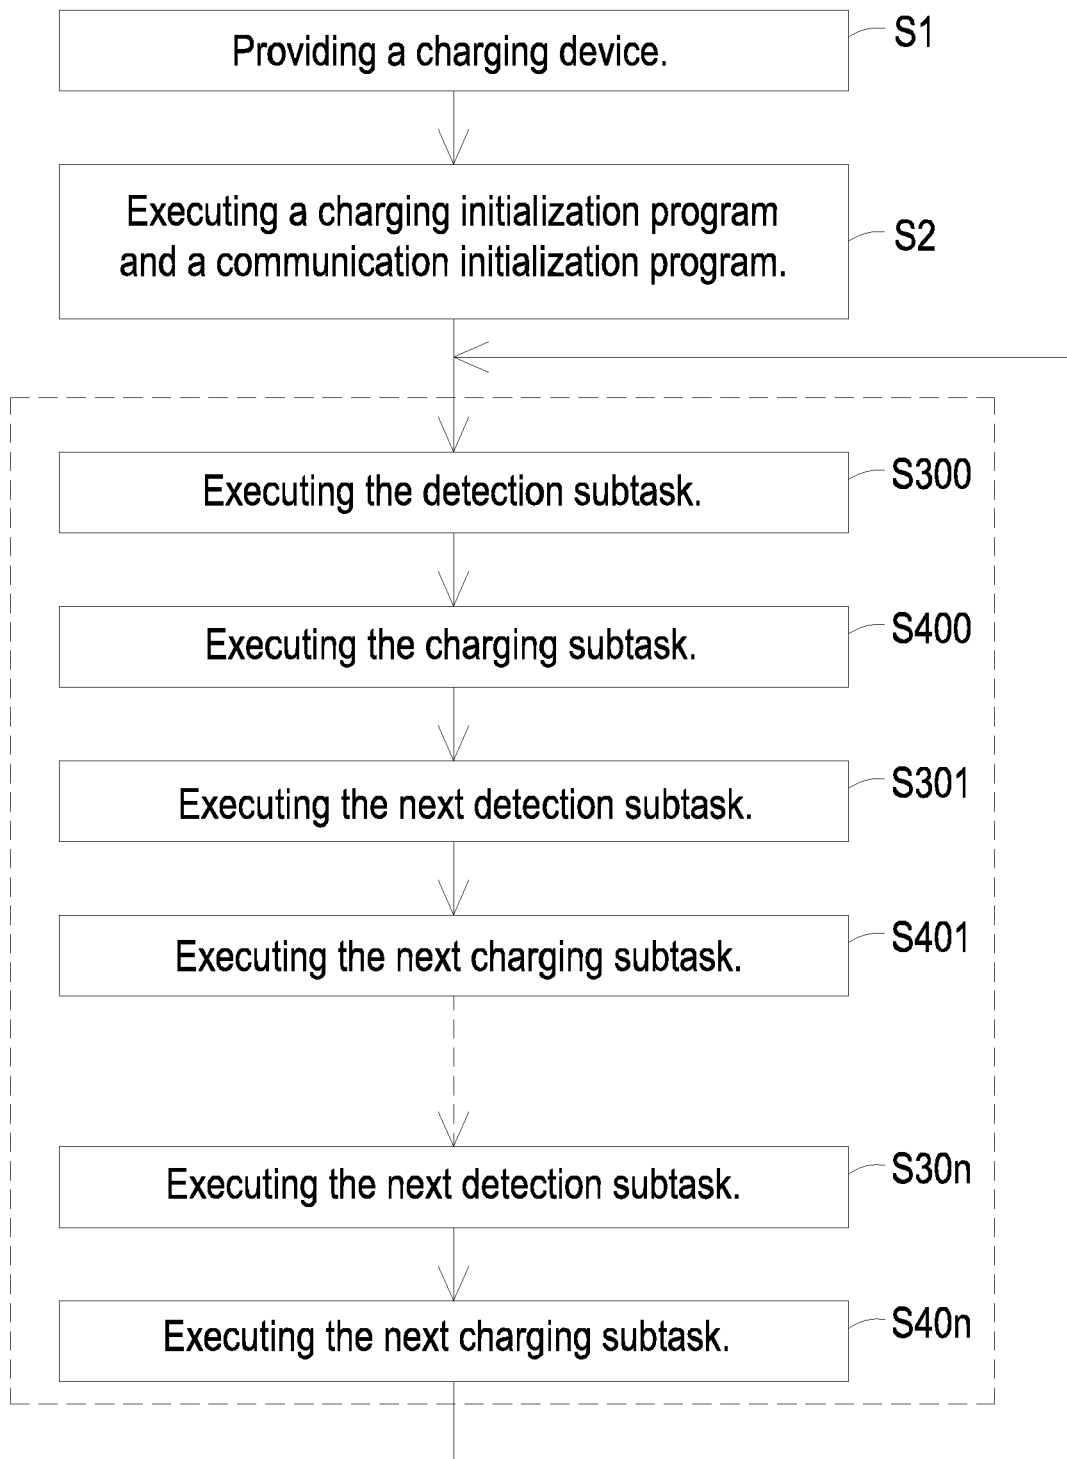 Providing a charging device.
S1
Executing a charging initialization program
and a communication initialization program.
S2
Executing the detection subtask.
S300
Executing the charging subtask.
S400
Executing the next detection subtask.
S301
Executing the next charging subtask.
S401
Executing the next detection subtask.
S30n
Executing the next charging subtask.
S40n